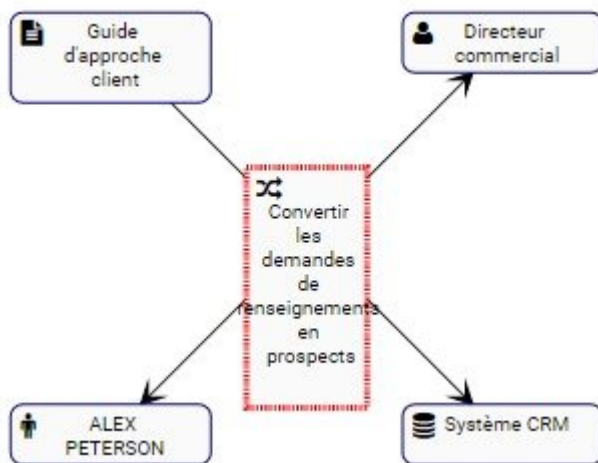 Guide
d'approche
client
Directeur
commercial
Convertir
les
demandes
de
renseignements
en
prospects
ALEX
PETERSON
Système CRM